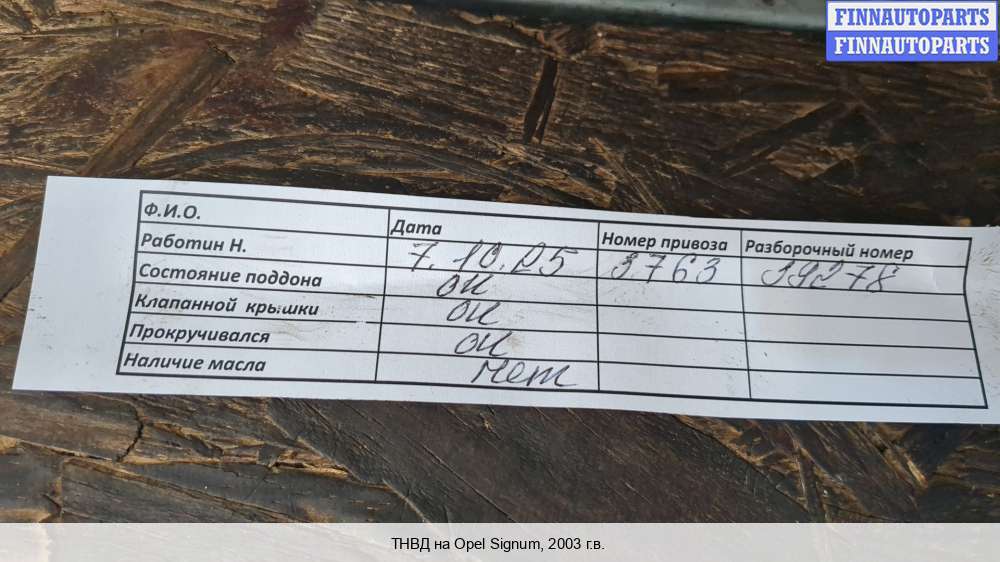 FINNAUTOPARTS
FINNAUTOPARTS
Ф.И.О. Дата Номер привоза Разборочный номер
Работин Н. 7.10.25 3763 39278
Состояние поддона ок
Клапанной крышки ок
Прокручивался ок
Наличие масла нет
ТНВД на Opel Signum, 2003 г.в.